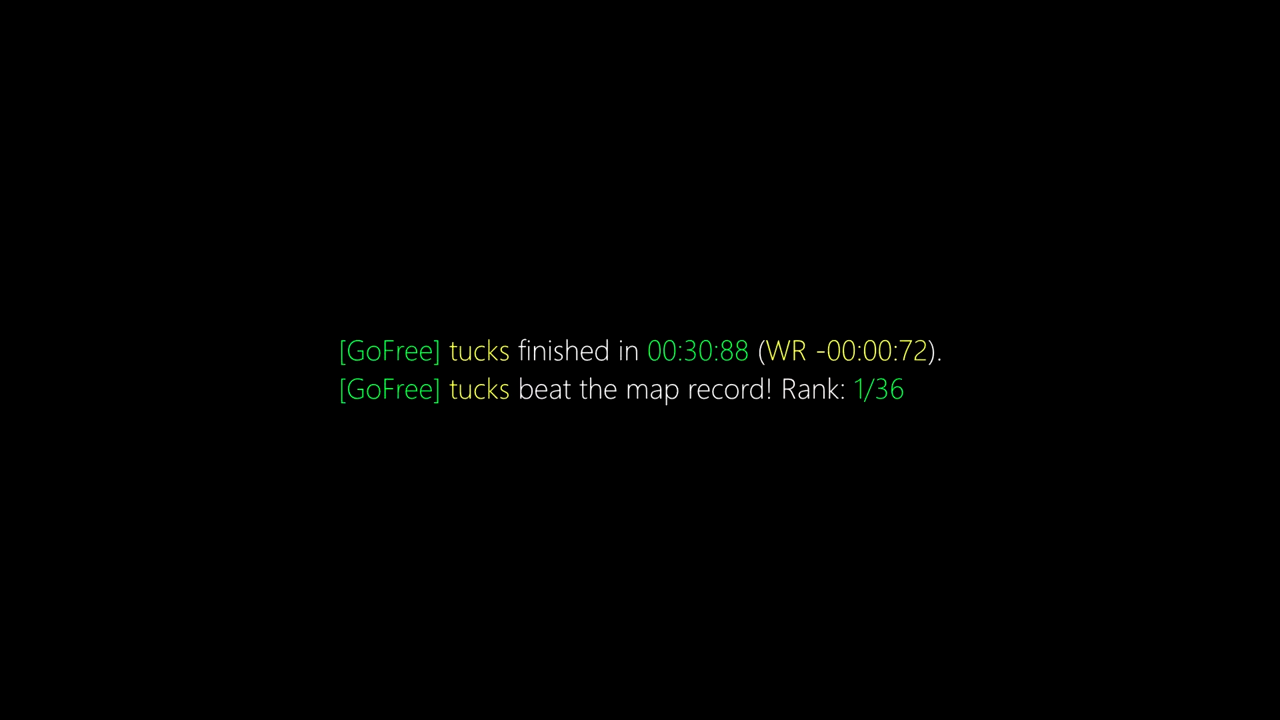 [GoFree] tucks finished in 00:30:88 (WR -00:00:72).
[GoFree] tucks beat the map record! Rank: 1/36